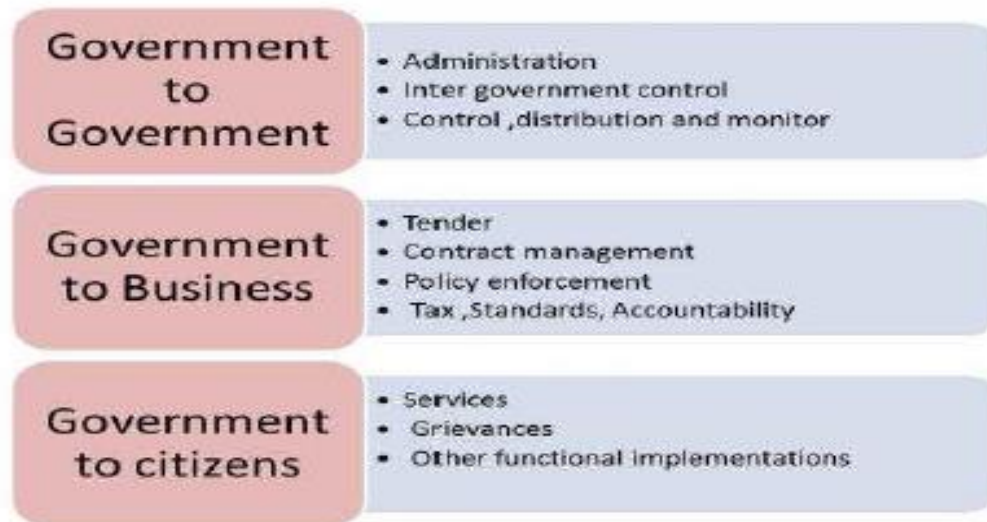 Government
to
Government
• Administration
• Inter government control
• Control ,distribution and monitor
Government
to Business
• Tender
• Contract management
• Policy enforcement
• Tax ,Standards, Accountability
Government
to citizens
• Services
• Grievances
• Other functional implementations